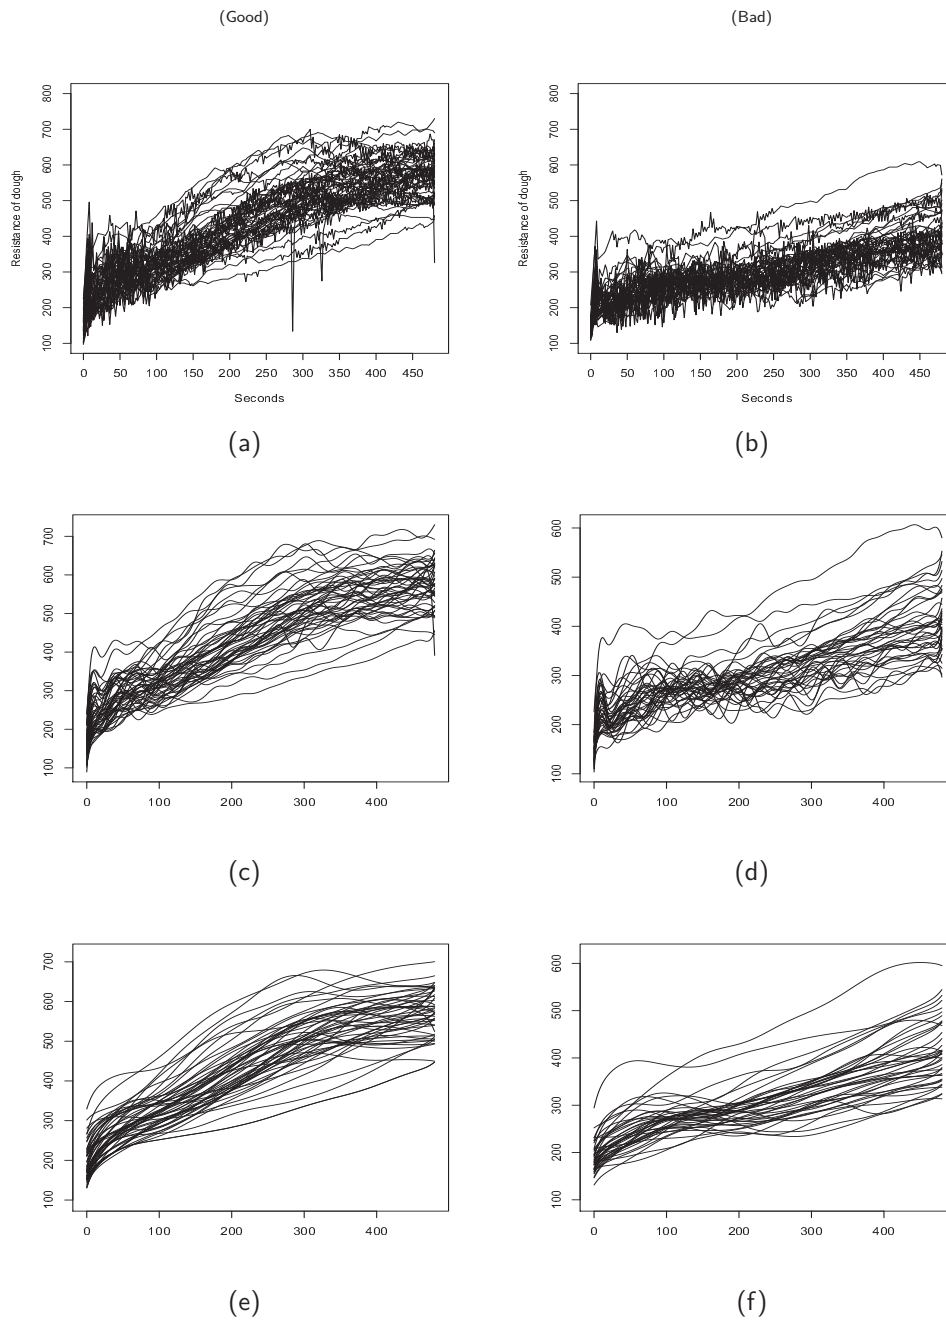 (Good) (Bad)
Resistance of dough
100 200 300 400 500 600 700 800
0 50 100 150 200 250 300 350 400 450
Seconds
(a)
Resistance of dough
100 200 300 400 500 600 700 800
0 50 100 150 200 250 300 350 400 450
Seconds
(b)
100 200 300 400 500 600 700
0 100 200 300 400
(c)
100 200 300 400 500 600
0 100 200 300 400
(d)
100 200 300 400 500 600 700
0 100 200 300 400
(e)
100 200 300 400 500 600
0 100 200 300 400
(f)